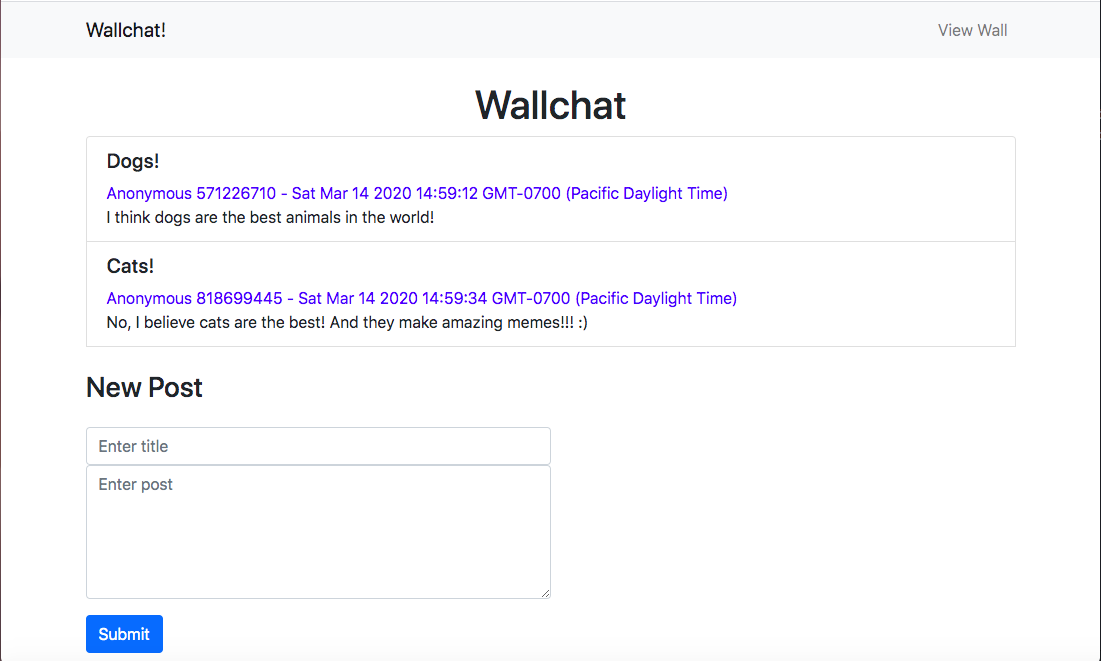 Wallchat!
View Wall
Wallchat
Dogs!
Anonymous 571226710 - Sat Mar 14 2020 14:59:12 GMT-0700 (Pacific Daylight Time)
I think dogs are the best animals in the world!
Cats!
Anonymous 818699445 - Sat Mar 14 2020 14:59:34 GMT-0700 (Pacific Daylight Time)
No, I believe cats are the best! And they make amazing memes!!! :)
New Post
Enter title
Enter post
Submit